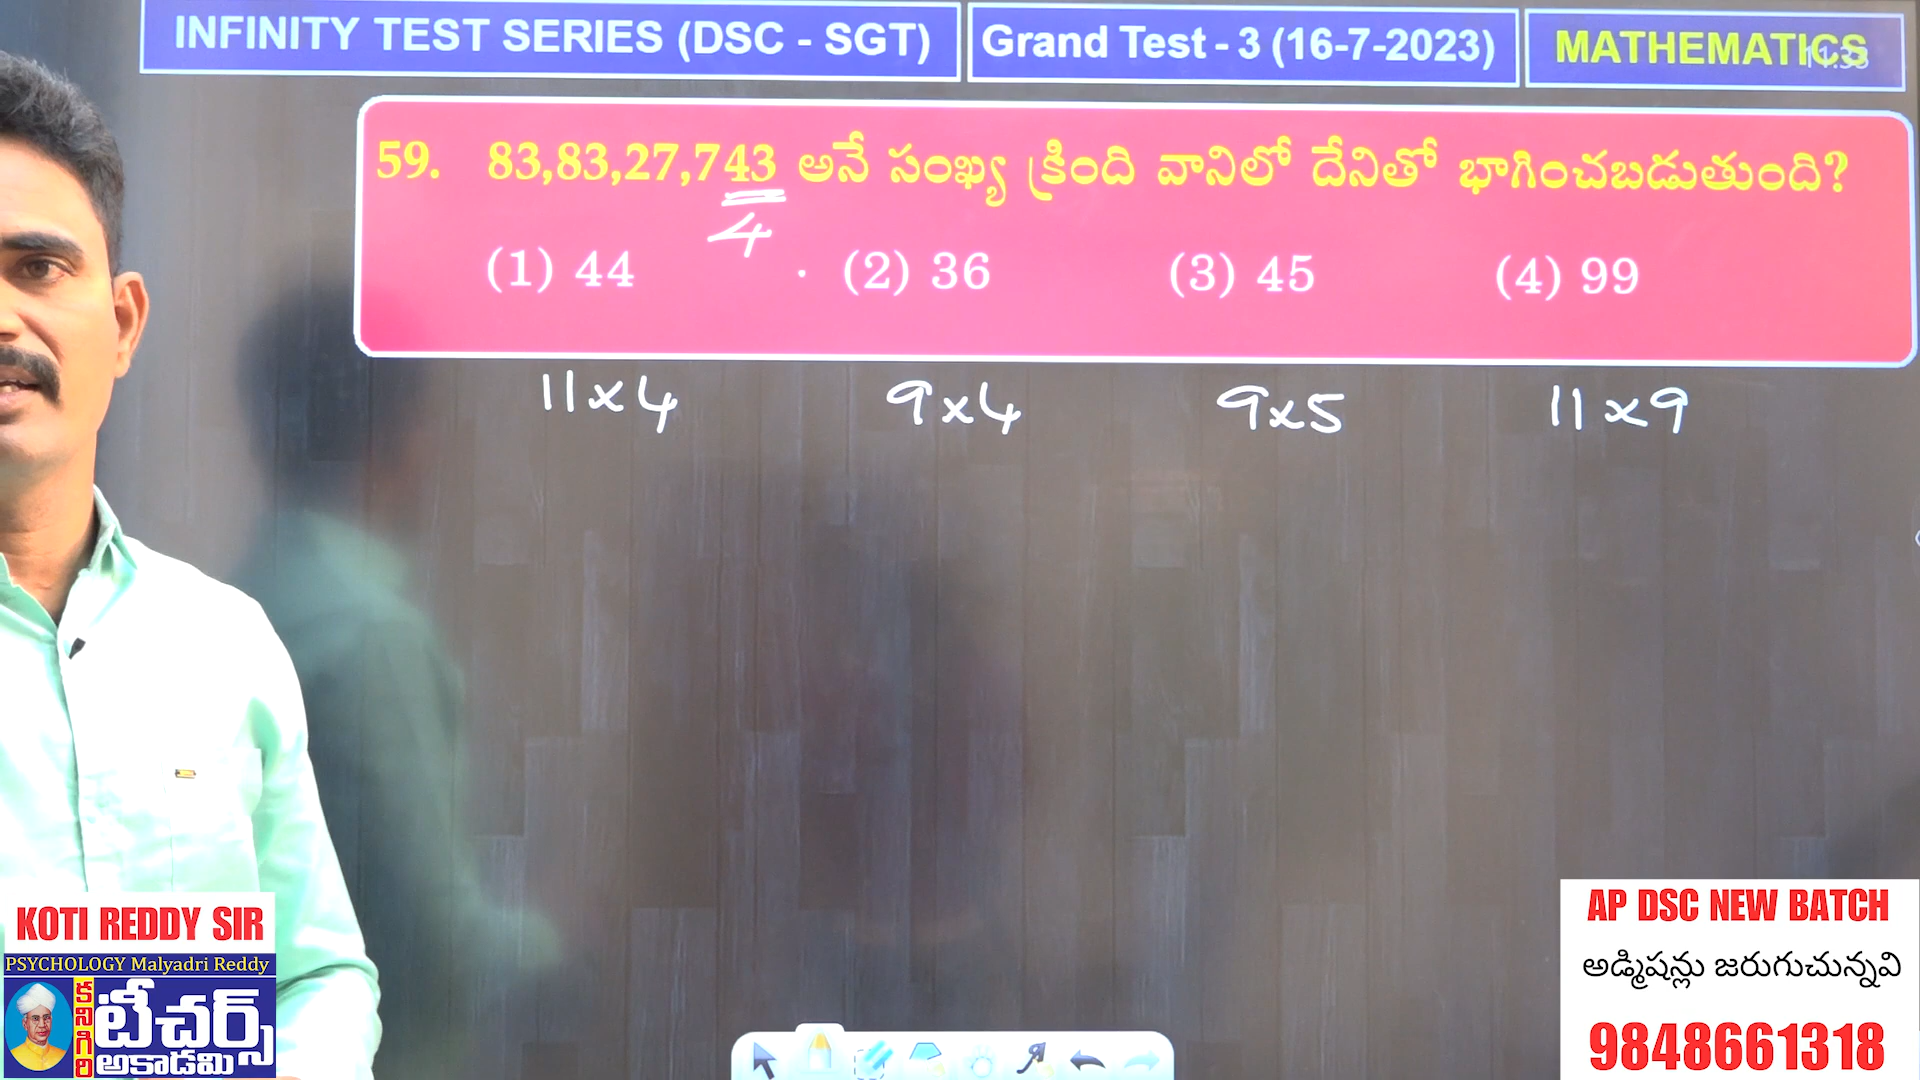 INFINITY TEST SERIES (DSC - SGT) Grand Test - 3 (16-7-2023) MATHEMATICS
59. 83,83,27,743 అనే సంఖ్య క్రింది వానిలో దేనితో భాగించబడుతుంది?
4
(1) 44 (2) 36 (3) 45 (4) 99
11x4 9x4 9x5 11x9
KOTI REDDY SIR
PSYCHOLOGY Malyadri Reddy
కనిగిరి
టీచర్స్
అకాడమి
AP DSC NEW BATCH
అడ్మిషన్లు జరుగుచున్నవి
9848661318